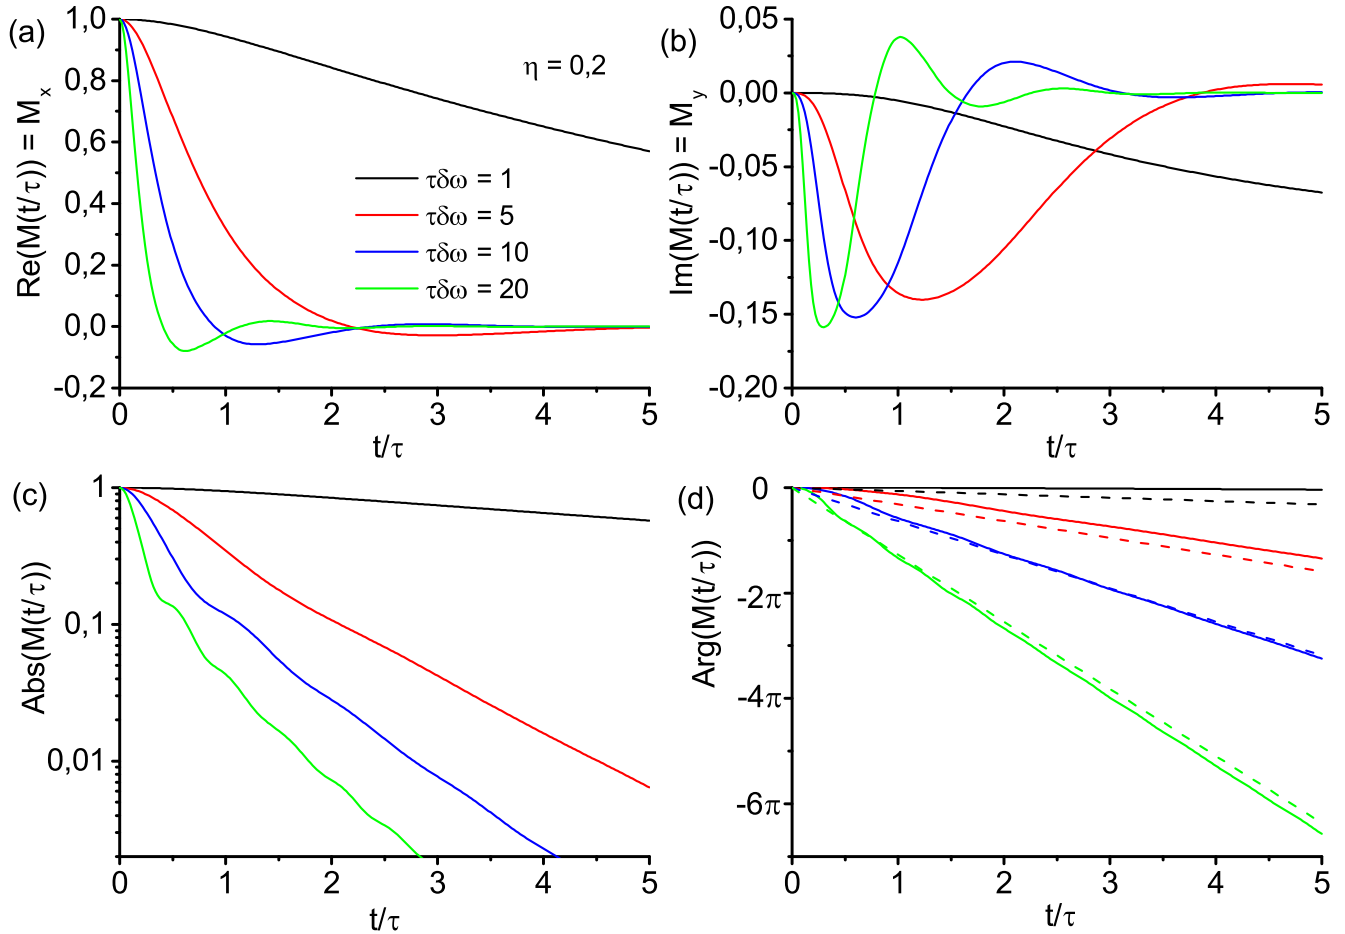 (a)
Re(M(t/τ)) = Mₓ
1,0
0,8
0,6
0,4
0,2
0,0
-0,2
η = 0,2
τδω = 1
τδω = 5
τδω = 10
τδω = 20
0 1 2 3 4 5
t/τ
(b)
Im(M(t/τ)) = M_y
0,05
0,00
-0,05
-0,10
-0,15
-0,20
0 1 2 3 4 5
t/τ
(c)
Abs(M(t/τ))
1
0,1
0,01
0 1 2 3 4 5
t/τ
(d)
Arg(M(t/τ))
0
-2π
-4π
-6π
0 1 2 3 4 5
t/τ